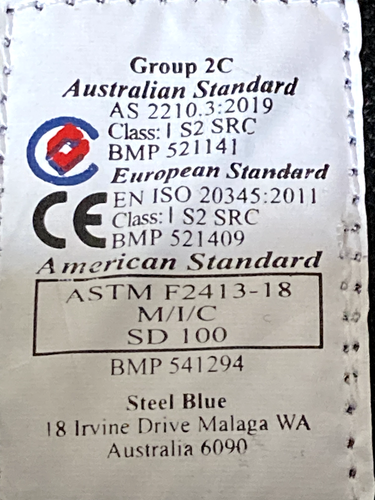 Group 2C
Australian Standard
AS 2210.3:2019
Class: I S2 SRC
BMP 521141
European Standard
CE EN ISO 20345:2011
Class: I S2 SRC
BMP 521409
American Standard
ASTM F2413-18
M/I/C
SD 100
BMP 541294
Steel Blue
18 Irvine Drive Malaga WA
Australia 6090